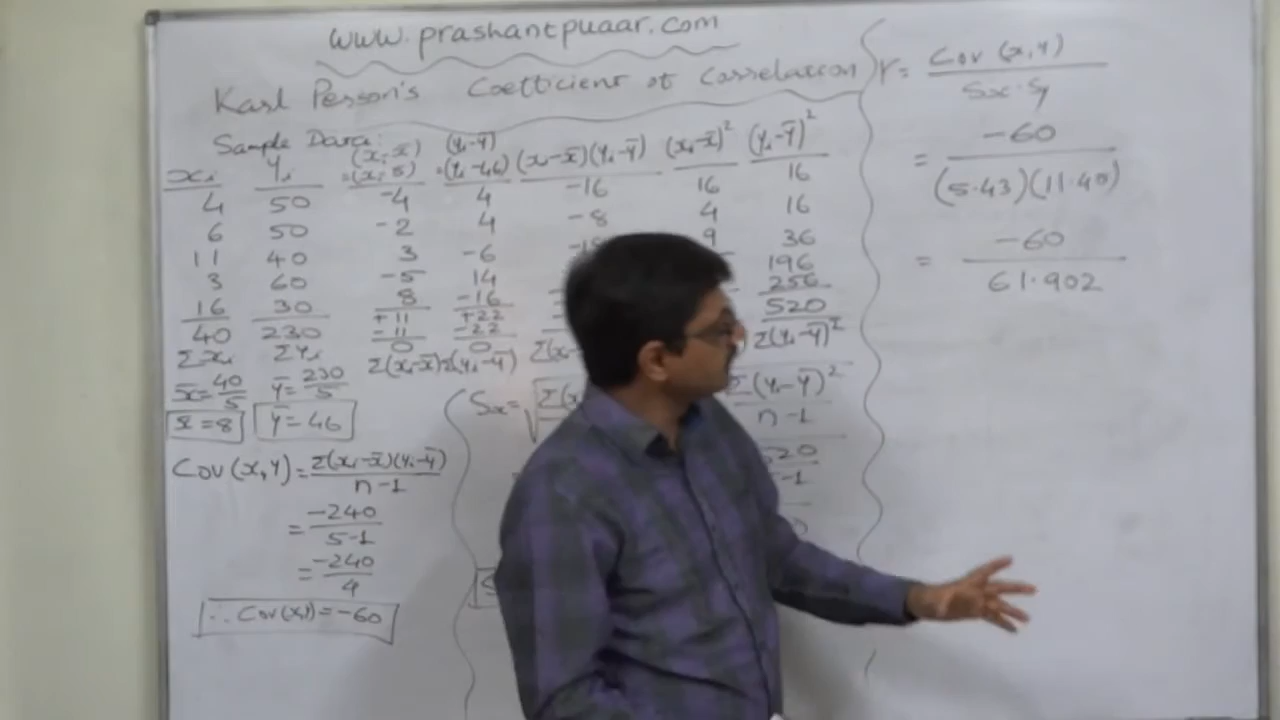 www.prashantpuaar.com
Karl Pesson's Coefficient of Correlation
Sample Data:
xi yi (xi-x̄) =(xi-5) (yi-ȳ) =(yi-46) (xi-x̄)(yi-ȳ) (xi-x̄)² (yi-ȳ)²
4 50 -4 4 -16 16 16
6 50 -2 4 -8 4 16
11 40 3 -6 9 36
3 60 -5 14 196
16 30 8 -16 256
+11 +22 520
40 230 -11 -22
0 0
Σxi Σyi Σ(xi-x̄) Σ(yi-ȳ) Σ(yi-ȳ)²
x̄=40/5 ȳ=230/5
x̄=8 ȳ=46
Cov(x,y)=Σ(xi-x̄)(yi-ȳ)/n-1
=-240/5-1
=-240/4
∴ Cov(x,y)=-60
Sx=√
Σ(yi-ȳ)²/n-1
r= Cov(x,y)/Sx·Sy
= -60/(5.43)(11.40)
= -60/61.902